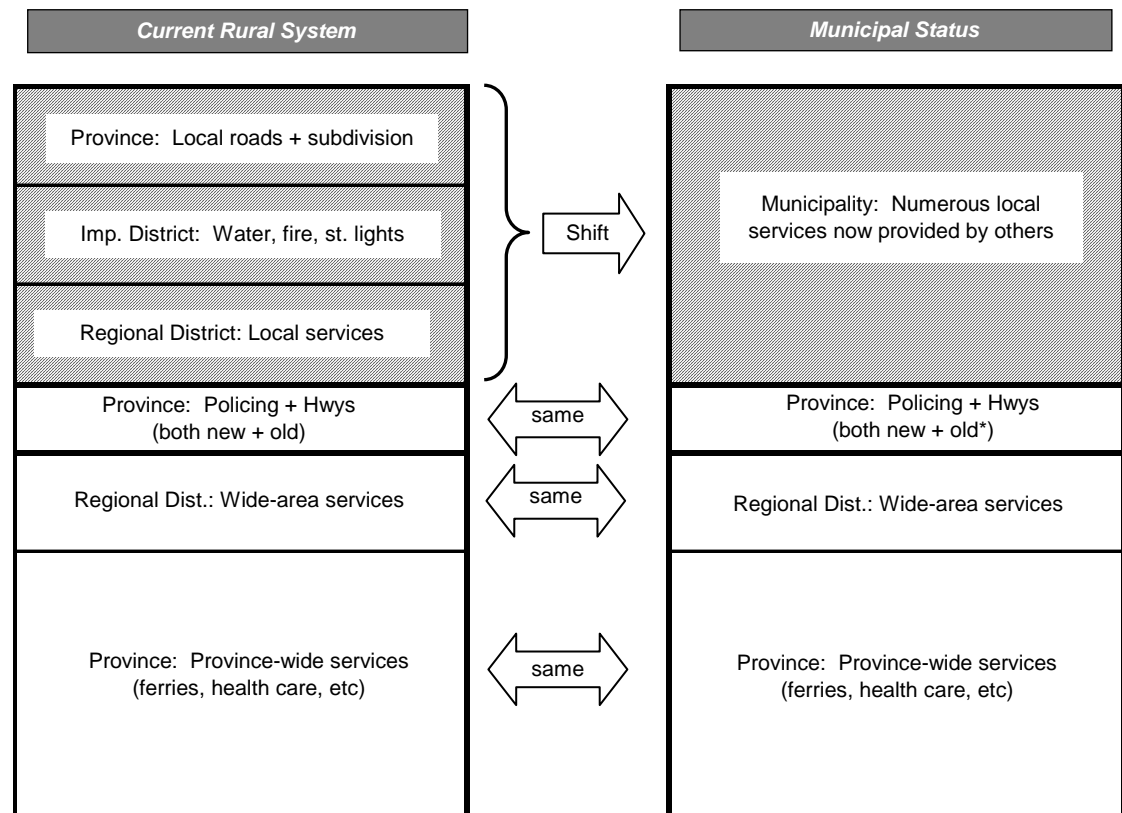 Current Rural System
Municipal Status
Province:  Local roads + subdivision
Imp. District:  Water, fire, st. lights
Regional District: Local services
Shift
Municipality:  Numerous local
services now provided by others
Province:  Policing + Hwys
(both new + old)
same
Province:  Policing + Hwys
(both new + old*)
Regional Dist.: Wide-area services
same
Regional Dist.: Wide-area services
Province:  Province-wide services
(ferries, health care, etc)
same
Province:  Province-wide services
(ferries, health care, etc)